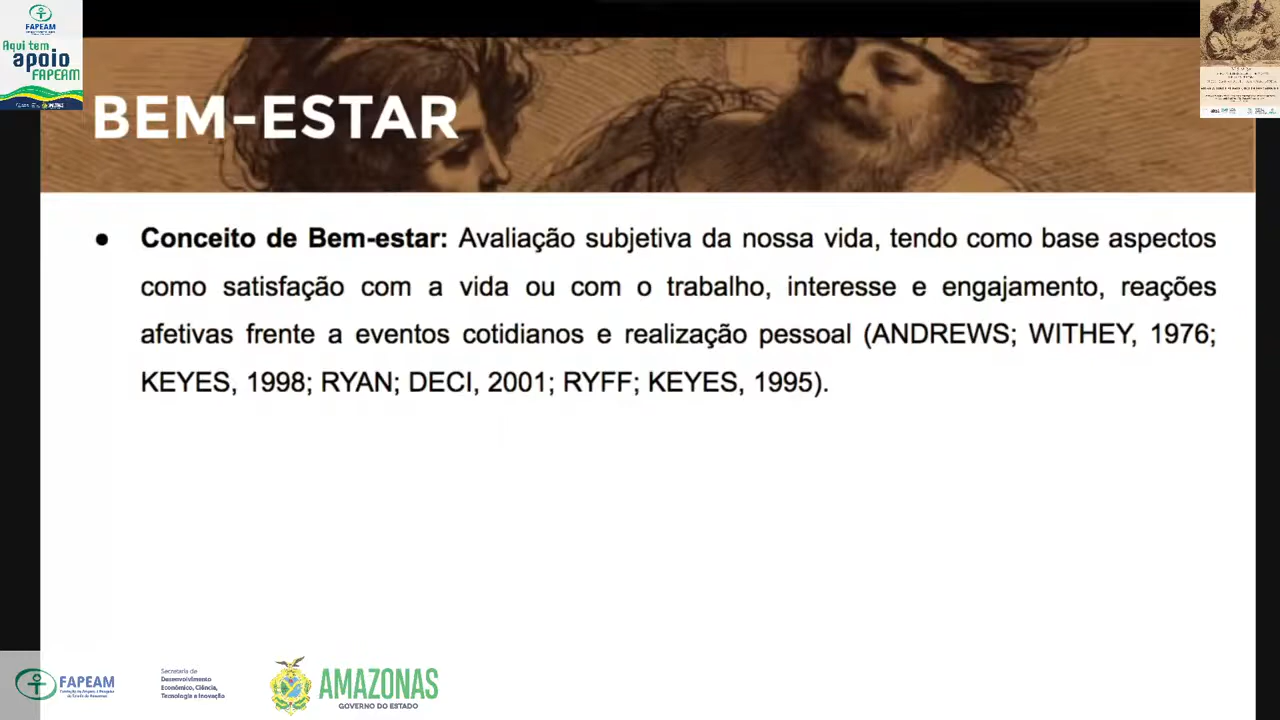 FAPEAM
Aqui tem
apoio
FAPEAM
BEM-ESTAR
● Conceito de Bem-estar: Avaliação subjetiva da nossa vida, tendo como base aspectos
como satisfação com a vida ou com o trabalho, interesse e engajamento, reações
afetivas frente a eventos cotidianos e realização pessoal (ANDREWS; WITHEY, 1976;
KEYES, 1998; RYAN; DECI, 2001; RYFF; KEYES, 1995).
FAPEAM
Secretaria de
Desenvolvimento
Econômico, Ciência,
Tecnologia e Inovação
AMAZONAS
GOVERNO DO ESTADO